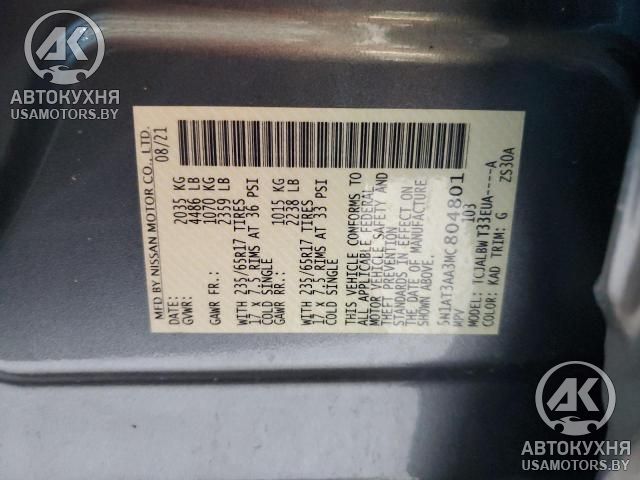 AK
АВТОКУХНЯ
USAMOTORS.BY
MFD BY NISSAN MOTOR CO., LTD.
08/21
GVWR: 2035 KG
4486 LB
GAWR FR.: 1070 KG
2359 LB
WITH 235/65R17 TIRES
17 X 7.5 RIMS AT 36 PSI
COLD SINGLE
GAWR RR.: 1015 KG
2238 LB
WITH 235/65R17 TIRES
17 X 7.5 RIMS AT 33 PSI
COLD SINGLE
THIS VEHICLE CONFORMS TO
ALL APPLICABLE FEDERAL
MOTOR VEHICLE SAFETY AND
THEFT PREVENTION
STANDARDS IN EFFECT ON
THE DATE OF MANUFACTURE
SHOWN ABOVE.
5N1AT3AA3MC804801
MPV 103
MODEL: TCJALBW T33EUA----A
COLOR: KAD TRIM: G ZS30A
AK
АВТОКУХНЯ
USAMOTORS.BY